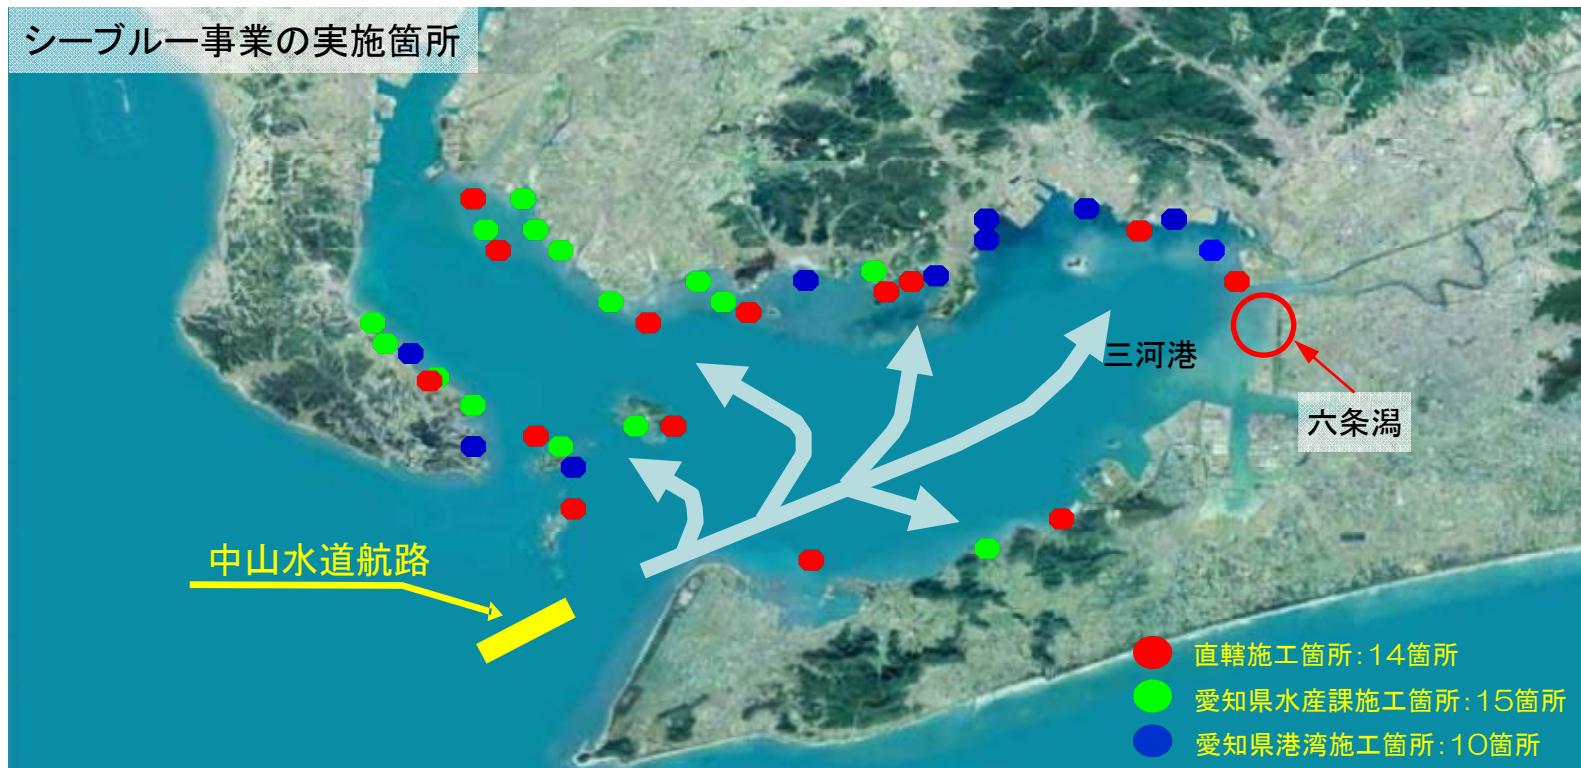 シーブルー事業の実施箇所
三河港
六条潟
中山水道航路
直轄施工箇所:14箇所
愛知県水産課施工箇所:15箇所
愛知県港湾施工箇所:10箇所